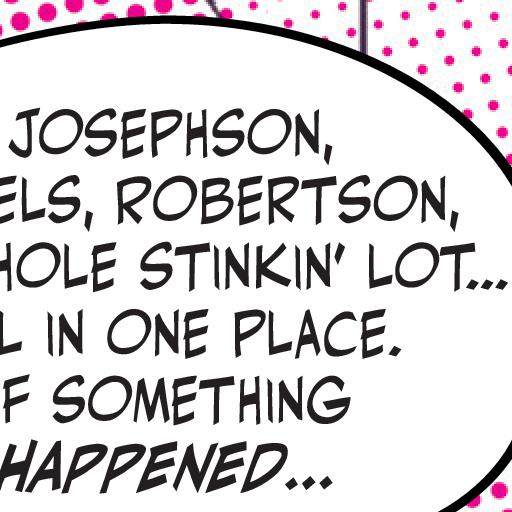 JOSEPHSON,
ELS, ROBERTSON,
HOLE STINKIN' LOT...
L IN ONE PLACE.
F SOMETHING
HAPPENED...